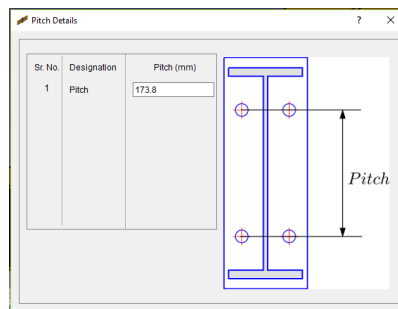 Pitch Details
? ×
Sr. No. Designation Pitch (mm)
1 Pitch 173.8
Pitch